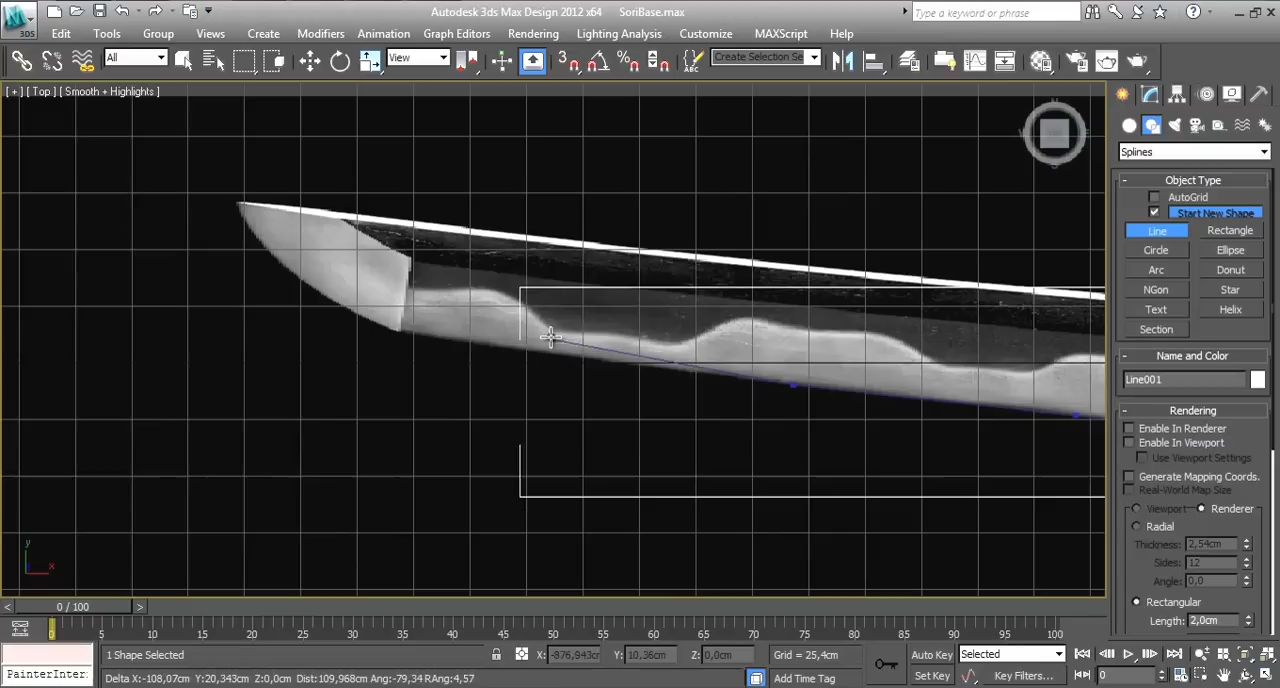 Autodesk 3ds Max Design 2012 x64 SoriBase.max
Type a keyword or phrase
3DS
Edit Tools Group Views Create Modifiers Animation Graph Editors Rendering Lighting Analysis Customize MAXScript Help
All View 3 % ABC Create Selection Se
[ + ] [ Top ] [ Smooth + Highlights ]
Splines
- Object Type
AutoGrid
Start New Shape
Line Rectangle
Circle Ellipse
Arc Donut
NGon Star
Text Helix
Section
- Name and Color
Line001
- Rendering
Enable In Renderer
Enable In Viewport
Use Viewport Settings
Generate Mapping Coords.
Real-World Map Size
Viewport Renderer
Radial
Thickness: 2,54cm
Sides: 12
Angle: 0,0
Rectangular
Length: 2,0cm
y
x
< 0 / 100 >
0 5 10 15 20 25 30 35 40 45 50 55 60 65 70 75 80 85 90 95 100
1 Shape Selected X: -876,943cm Y: 10,36cm Z: 0,0cm Grid = 25,4cm Auto Key Selected
PainterInter: Delta X:-108,07cm Y:20,343cm Z:0,0cm Dist:109,968cm Ang:-79,34 RAng:4,57 Add Time Tag Set Key Key Filters... 0